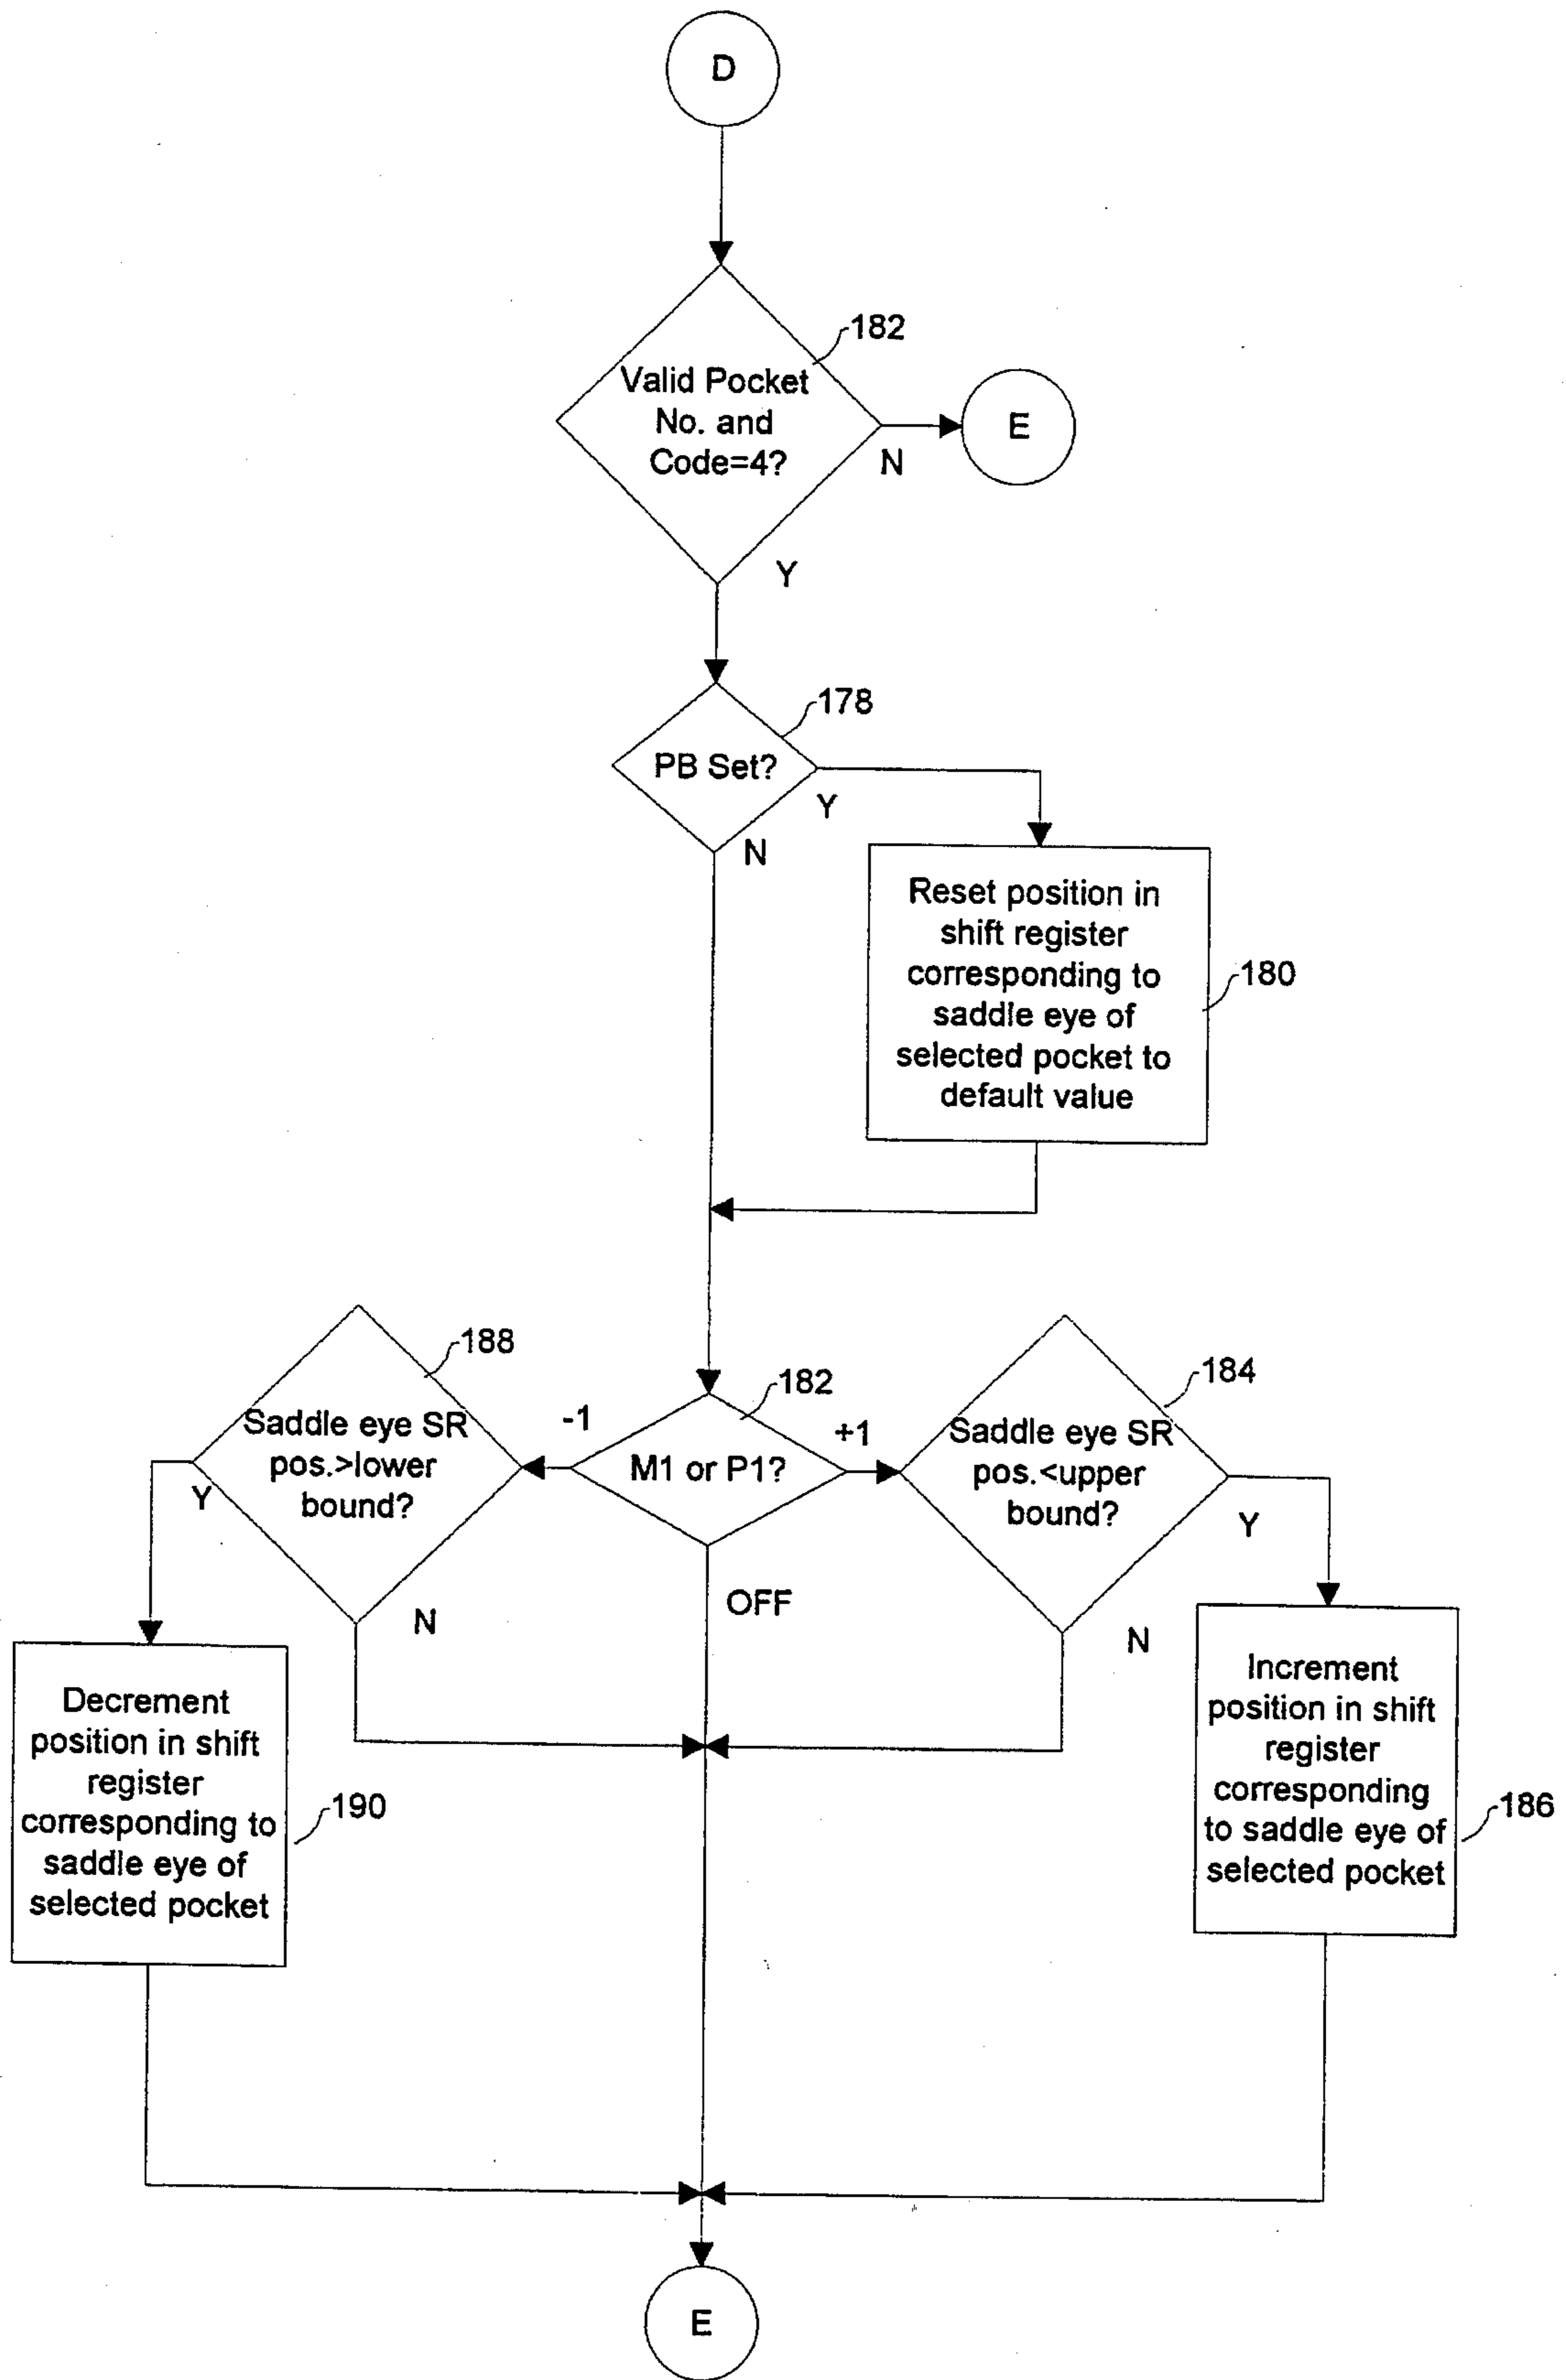 D
182
Valid Pocket
No. and
Code=4?
N
E
Y
178
PB Set?
Y
N
Reset position in
shift register
corresponding to
saddle eye of
selected pocket to
default value
180
188
Saddle eye SR
pos.>lower
bound?
Y
N
-1
182
M1 or P1?
+1
OFF
184
Saddle eye SR
pos.<upper
bound?
Y
N
Decrement
position in shift
register
corresponding to
saddle eye of
selected pocket
190
Increment
position in shift
register
corresponding
to saddle eye of
selected pocket
186
E